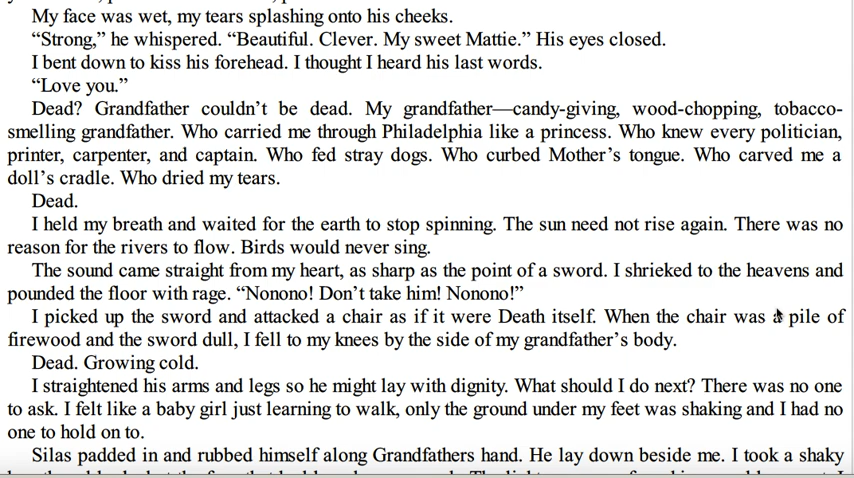 My face was wet, my tears splashing onto his cheeks.
“Strong,” he whispered. “Beautiful. Clever. My sweet Mattie.” His eyes closed.
I bent down to kiss his forehead. I thought I heard his last words.
“Love you.”
Dead? Grandfather couldn’t be dead. My grandfather—candy-giving, wood-chopping, tobacco-
smelling grandfather. Who carried me through Philadelphia like a princess. Who knew every politician,
printer, carpenter, and captain. Who fed stray dogs. Who curbed Mother’s tongue. Who carved me a
doll’s cradle. Who dried my tears.
Dead.
I held my breath and waited for the earth to stop spinning. The sun need not rise again. There was no
reason for the rivers to flow. Birds would never sing.
The sound came straight from my heart, as sharp as the point of a sword. I shrieked to the heavens and
pounded the floor with rage. “Nonono! Don’t take him! Nonono!”
I picked up the sword and attacked a chair as if it were Death itself. When the chair was a pile of
firewood and the sword dull, I fell to my knees by the side of my grandfather’s body.
Dead. Growing cold.
I straightened his arms and legs so he might lay with dignity. What should I do next? There was no one
to ask. I felt like a baby girl just learning to walk, only the ground under my feet was shaking and I had no
one to hold on to.
Silas padded in and rubbed himself along Grandfathers hand. He lay down beside me. I took a shaky